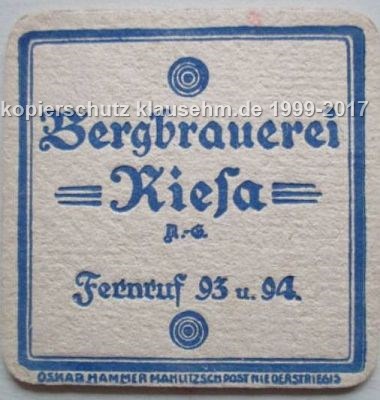 kopierschutz klausehm.de 1999-2017
Bergbrauerei
Rieſa
A.-G.
Fernruf 93 u. 94.
OSKAR HAMMER MAHLITZSCH POST NIEDERSTRIEGIS